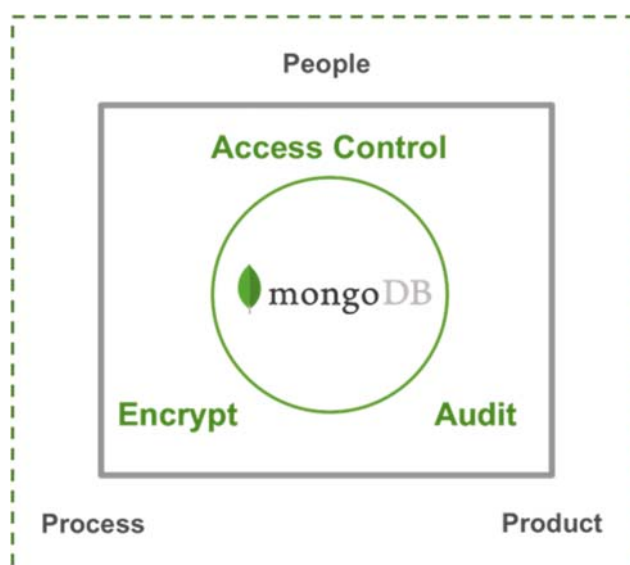 People
Access Control
mongoDB
Encrypt Audit
Process Product